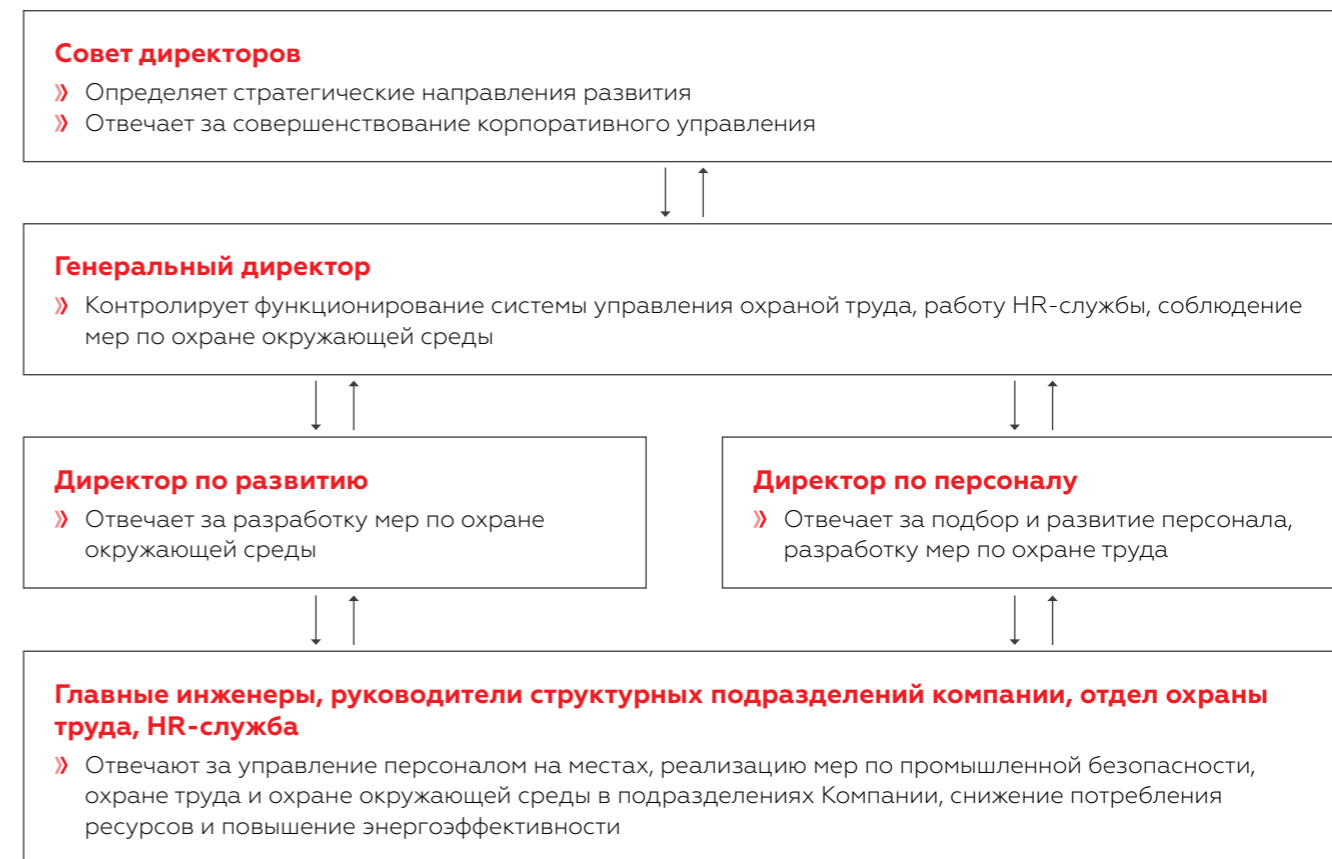 Совет директоров
» Определяет стратегические направления развития
» Отвечает за совершенствование корпоративного управления
Генеральный директор
» Контролирует функционирование системы управления охраной труда, работу HR-службы, соблюдение
мер по охране окружающей среды
Директор по развитию
» Отвечает за разработку мер по охране
окружающей среды
Директор по персоналу
» Отвечает за подбор и развитие персонала,
разработку мер по охране труда
Главные инженеры, руководители структурных подразделений компании, отдел охраны
труда, HR-служба
» Отвечают за управление персоналом на местах, реализацию мер по промышленной безопасности,
охране труда и охране окружающей среды в подразделениях Компании, снижение потребления
ресурсов и повышение энергоэффективности